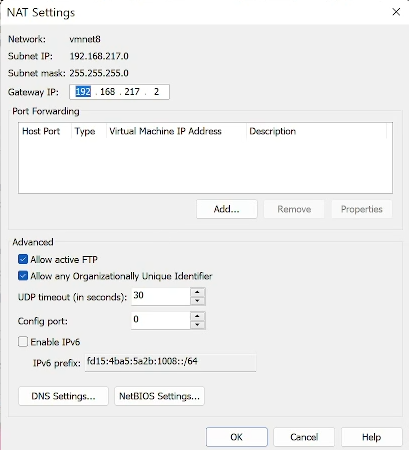 NAT Settings
Network: vmnet8
Subnet IP: 192.168.217.0
Subnet mask: 255.255.255.0
Gateway IP: 192 . 168 . 217 . 2
Port Forwarding
Host Port Type Virtual Machine IP Address Description
Add... Remove Properties
Advanced
Allow active FTP
Allow any Organizationally Unique Identifier
UDP timeout (in seconds): 30
Config port: 0
Enable IPv6
IPv6 prefix: fd15:4ba5:5a2b:1008::/64
DNS Settings... NetBIOS Settings...
OK Cancel Help